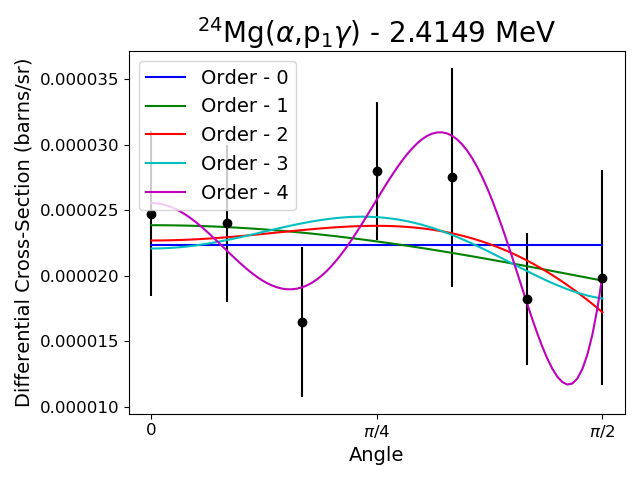 ²⁴Mg(α,p₁γ) - 2.4149 MeV
Differential Cross-Section (barns/sr)
0.000035
0.000030
0.000025
0.000020
0.000015
0.000010
Order - 0
Order - 1
Order - 2
Order - 3
Order - 4
0
π/4
π/2
Angle